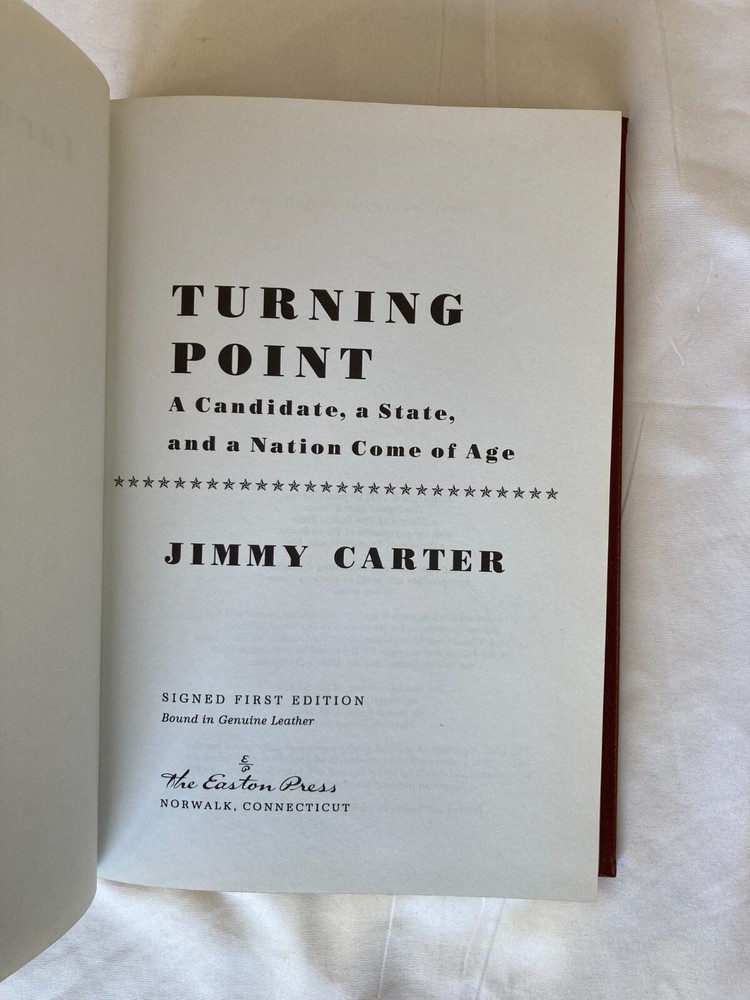 TURNING
POINT
A Candidate, a State,
and a Nation Come of Age
JIMMY CARTER
SIGNED FIRST EDITION
Bound in Genuine Leather
E
P
The Easton Press
NORWALK, CONNECTICUT